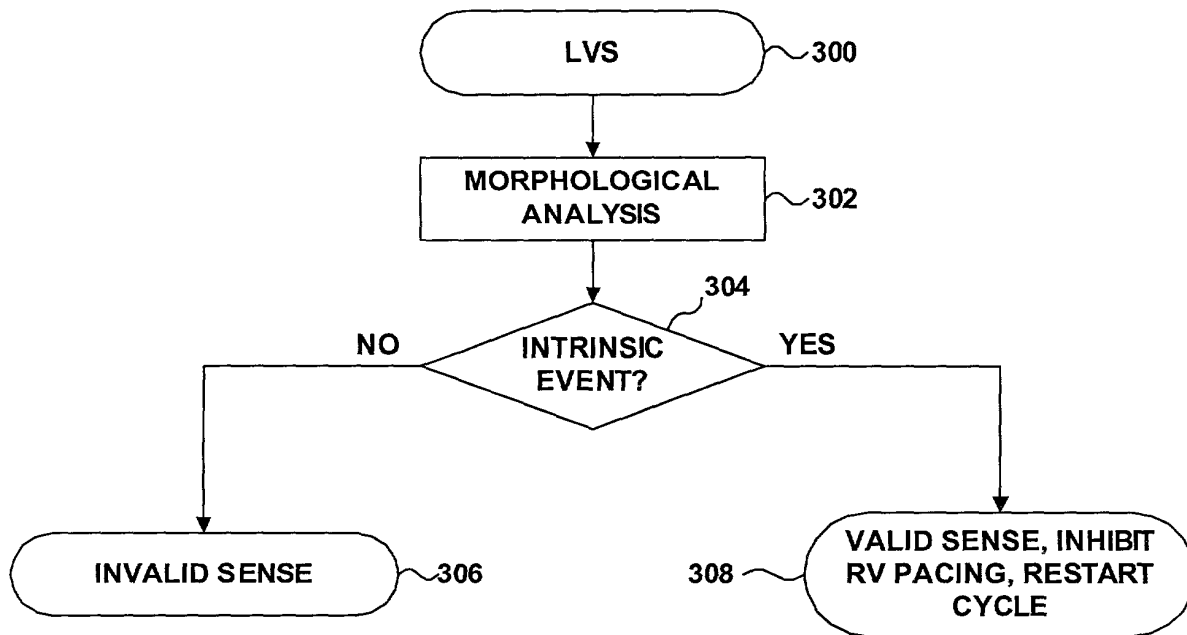 LVS
300
MORPHOLOGICAL
ANALYSIS
302
304
NO
INTRINSIC
EVENT?
YES
INVALID SENSE
306
308
VALID SENSE, INHIBIT
RV PACING, RESTART
CYCLE